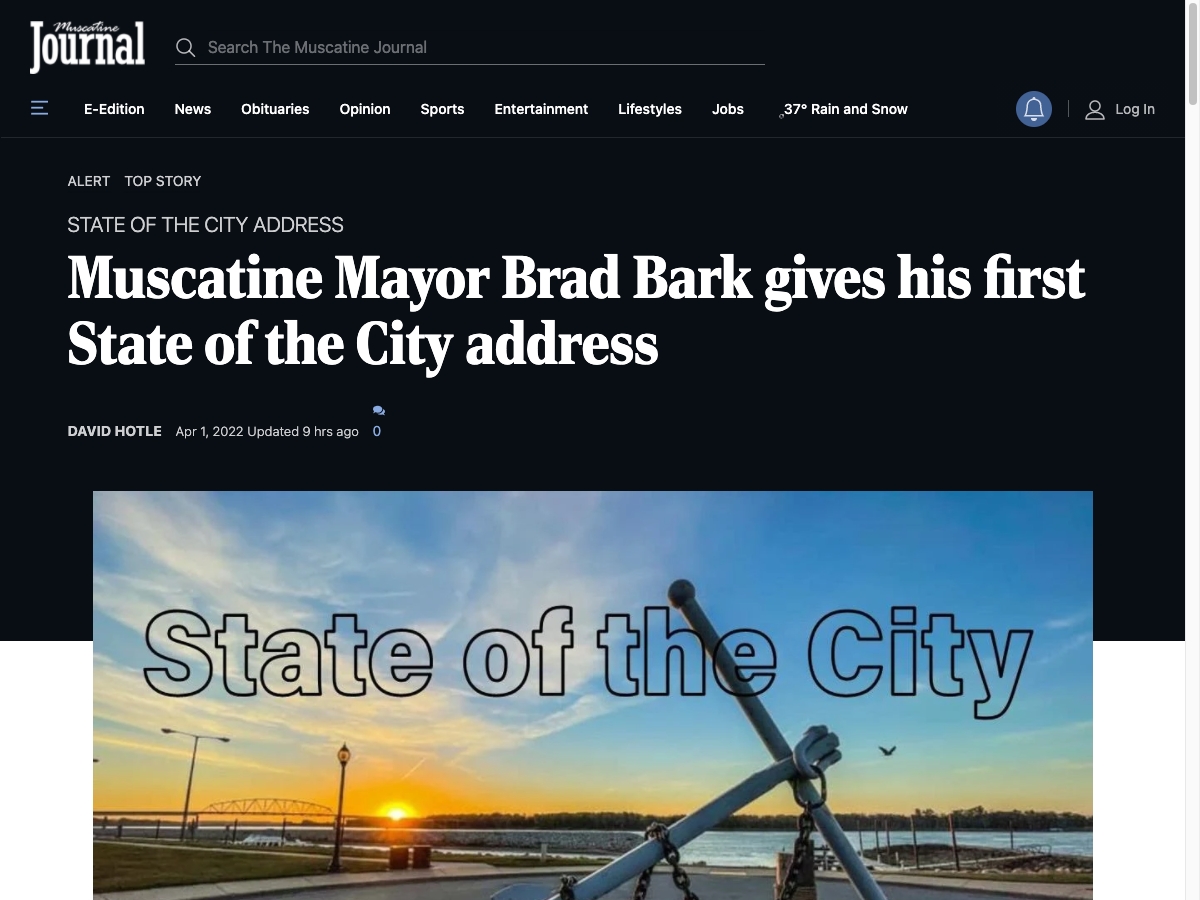 Muscatine
Journal
Search The Muscatine Journal
E-Edition News Obituaries Opinion Sports Entertainment Lifestyles Jobs 37° Rain and Snow Log In
ALERT TOP STORY
STATE OF THE CITY ADDRESS
Muscatine Mayor Brad Bark gives his first
State of the City address
DAVID HOTLE Apr 1, 2022 Updated 9 hrs ago 0
State of the City